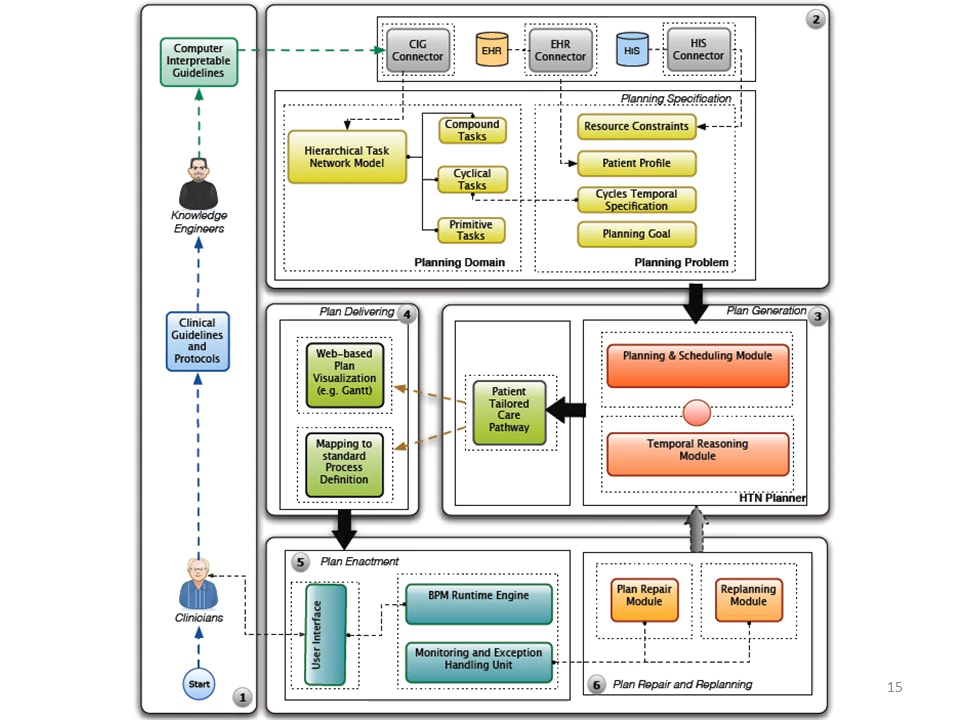 Computer
Interpretable
Guidelines
Knowledge
Engineers
Clinical
Guidelines
and
Protocols
Clinicians
Start
1
2
CIG
Connector
EHR
EHR
Connector
HiS
HIS
Connector
Planning Specification
Hierarchical Task
Network Model
Compound
Tasks
Cyclical
Tasks
Primitive
Tasks
Planning Domain
Resource Constraints
Patient Profile
Cycles Temporal
Specification
Planning Goal
Planning Problem
Plan Delivering
4
Web-based
Plan
Visualization
(e.g. Gantt)
Mapping to
standard
Process
Definition
Plan Generation
3
Patient
Tailored
Care
Pathway
Planning & Scheduling Module
Temporal Reasoning
Module
HTN Planner
5
Plan Enactment
User Interface
BPM Runtime Engine
Monitoring and Exception
Handling Unit
Plan Repair
Module
Replanning
Module
6
Plan Repair and Replanning
15